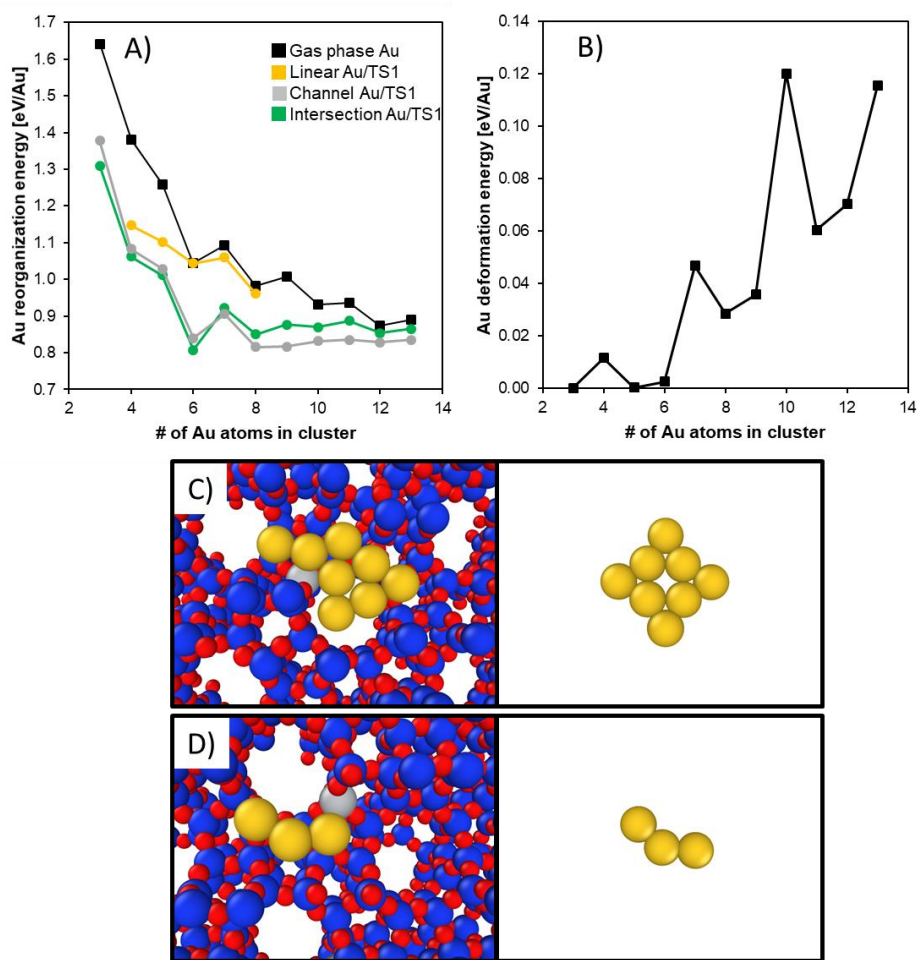 A)
Gas phase Au
Linear Au/TS1
Channel Au/TS1
Intersection Au/TS1
Au reorganization energy [eV/Au]
1.7
1.6
1.5
1.4
1.3
1.2
1.1
1.0
0.9
0.8
0.7
2 4 6 8 10 12 14
# of Au atoms in cluster
B)
Au deformation energy [eV/Au]
0.14
0.12
0.10
0.08
0.06
0.04
0.02
0.00
2 4 6 8 10 12 14
# of Au atoms in cluster
C)
D)